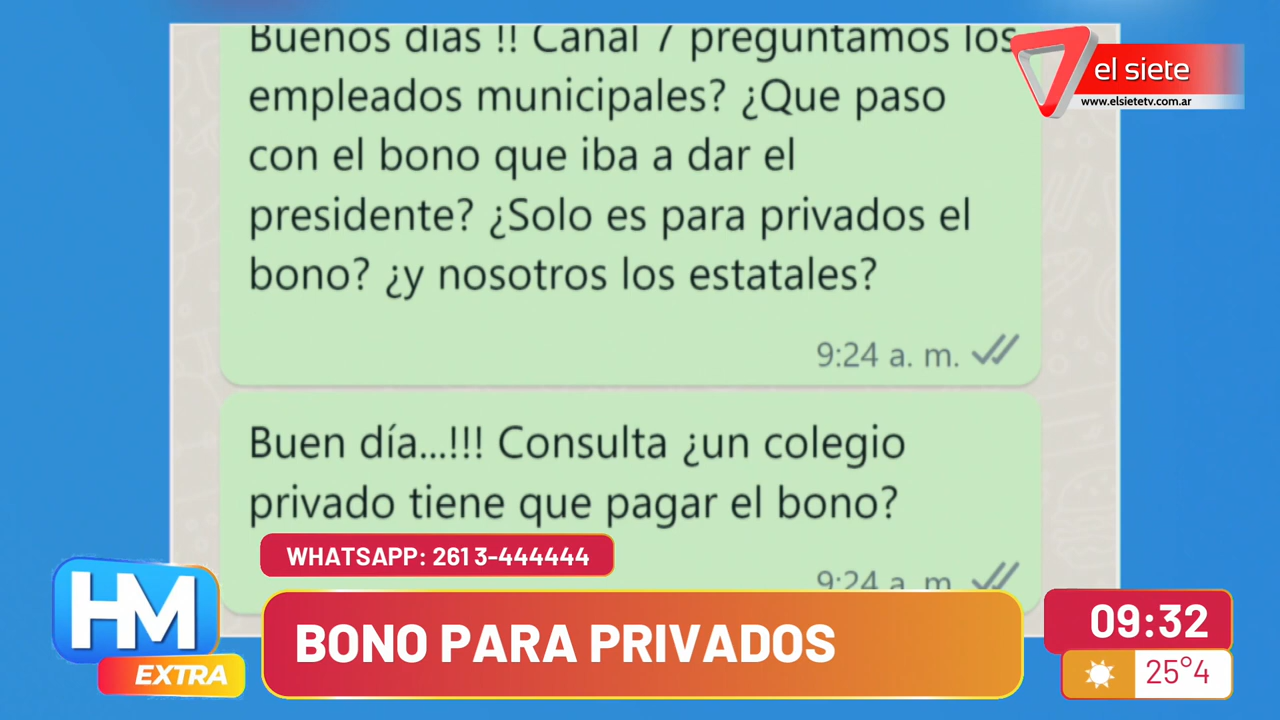 Buenos días !! Canal 7 preguntamos los
empleados municipales? ¿Que paso
con el bono que iba a dar el
presidente? ¿Solo es para privados el
bono? ¿y nosotros los estatales?
9:24 a. m.
Buen día...!!! Consulta ¿un colegio
privado tiene que pagar el bono?
9:24 a. m.
el siete
www.elsietetv.com.ar
WHATSAPP: 261 3-444444
HM
EXTRA
BONO PARA PRIVADOS
09:32
25°4